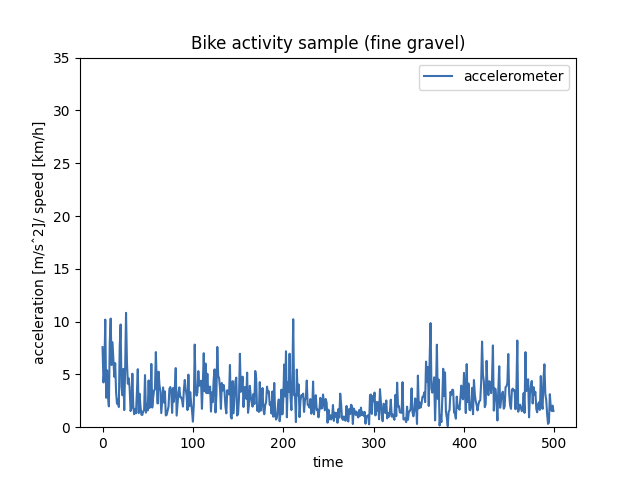 Bike activity sample (fine gravel)
accelerometer
acceleration [m/s^2]/ speed [km/h]
35
30
25
20
15
10
5
0
0 100 200 300 400 500
time